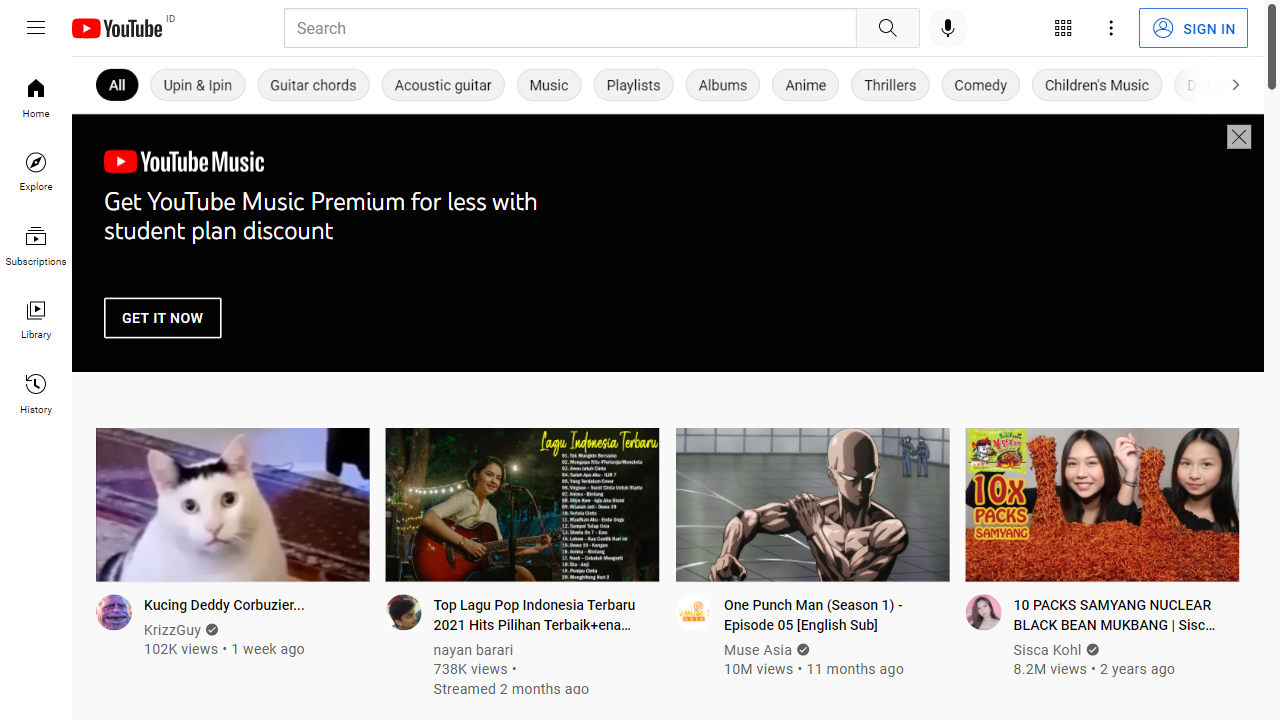 YouTube ID
Search
SIGN IN
All
Upin & Ipin
Guitar chords
Acoustic guitar
Music
Playlists
Albums
Anime
Thrillers
Comedy
Children's Music
Home
Explore
Subscriptions
Library
History
YouTube Music
Get YouTube Music Premium for less with
student plan discount
GET IT NOW
Lagu Indonesia Terbaru
10x
PACKS
SAMYANG
Kucing Deddy Corbuzier...
KrizzGuy
102K views • 1 week ago
Top Lagu Pop Indonesia Terbaru
2021 Hits Pilihan Terbaik+ena...
nayan barari
738K views •
Streamed 2 months ago
One Punch Man (Season 1) -
Episode 05 [English Sub]
Muse Asia
10M views • 11 months ago
10 PACKS SAMYANG NUCLEAR
BLACK BEAN MUKBANG | Sisc...
Sisca Kohl
8.2M views • 2 years ago